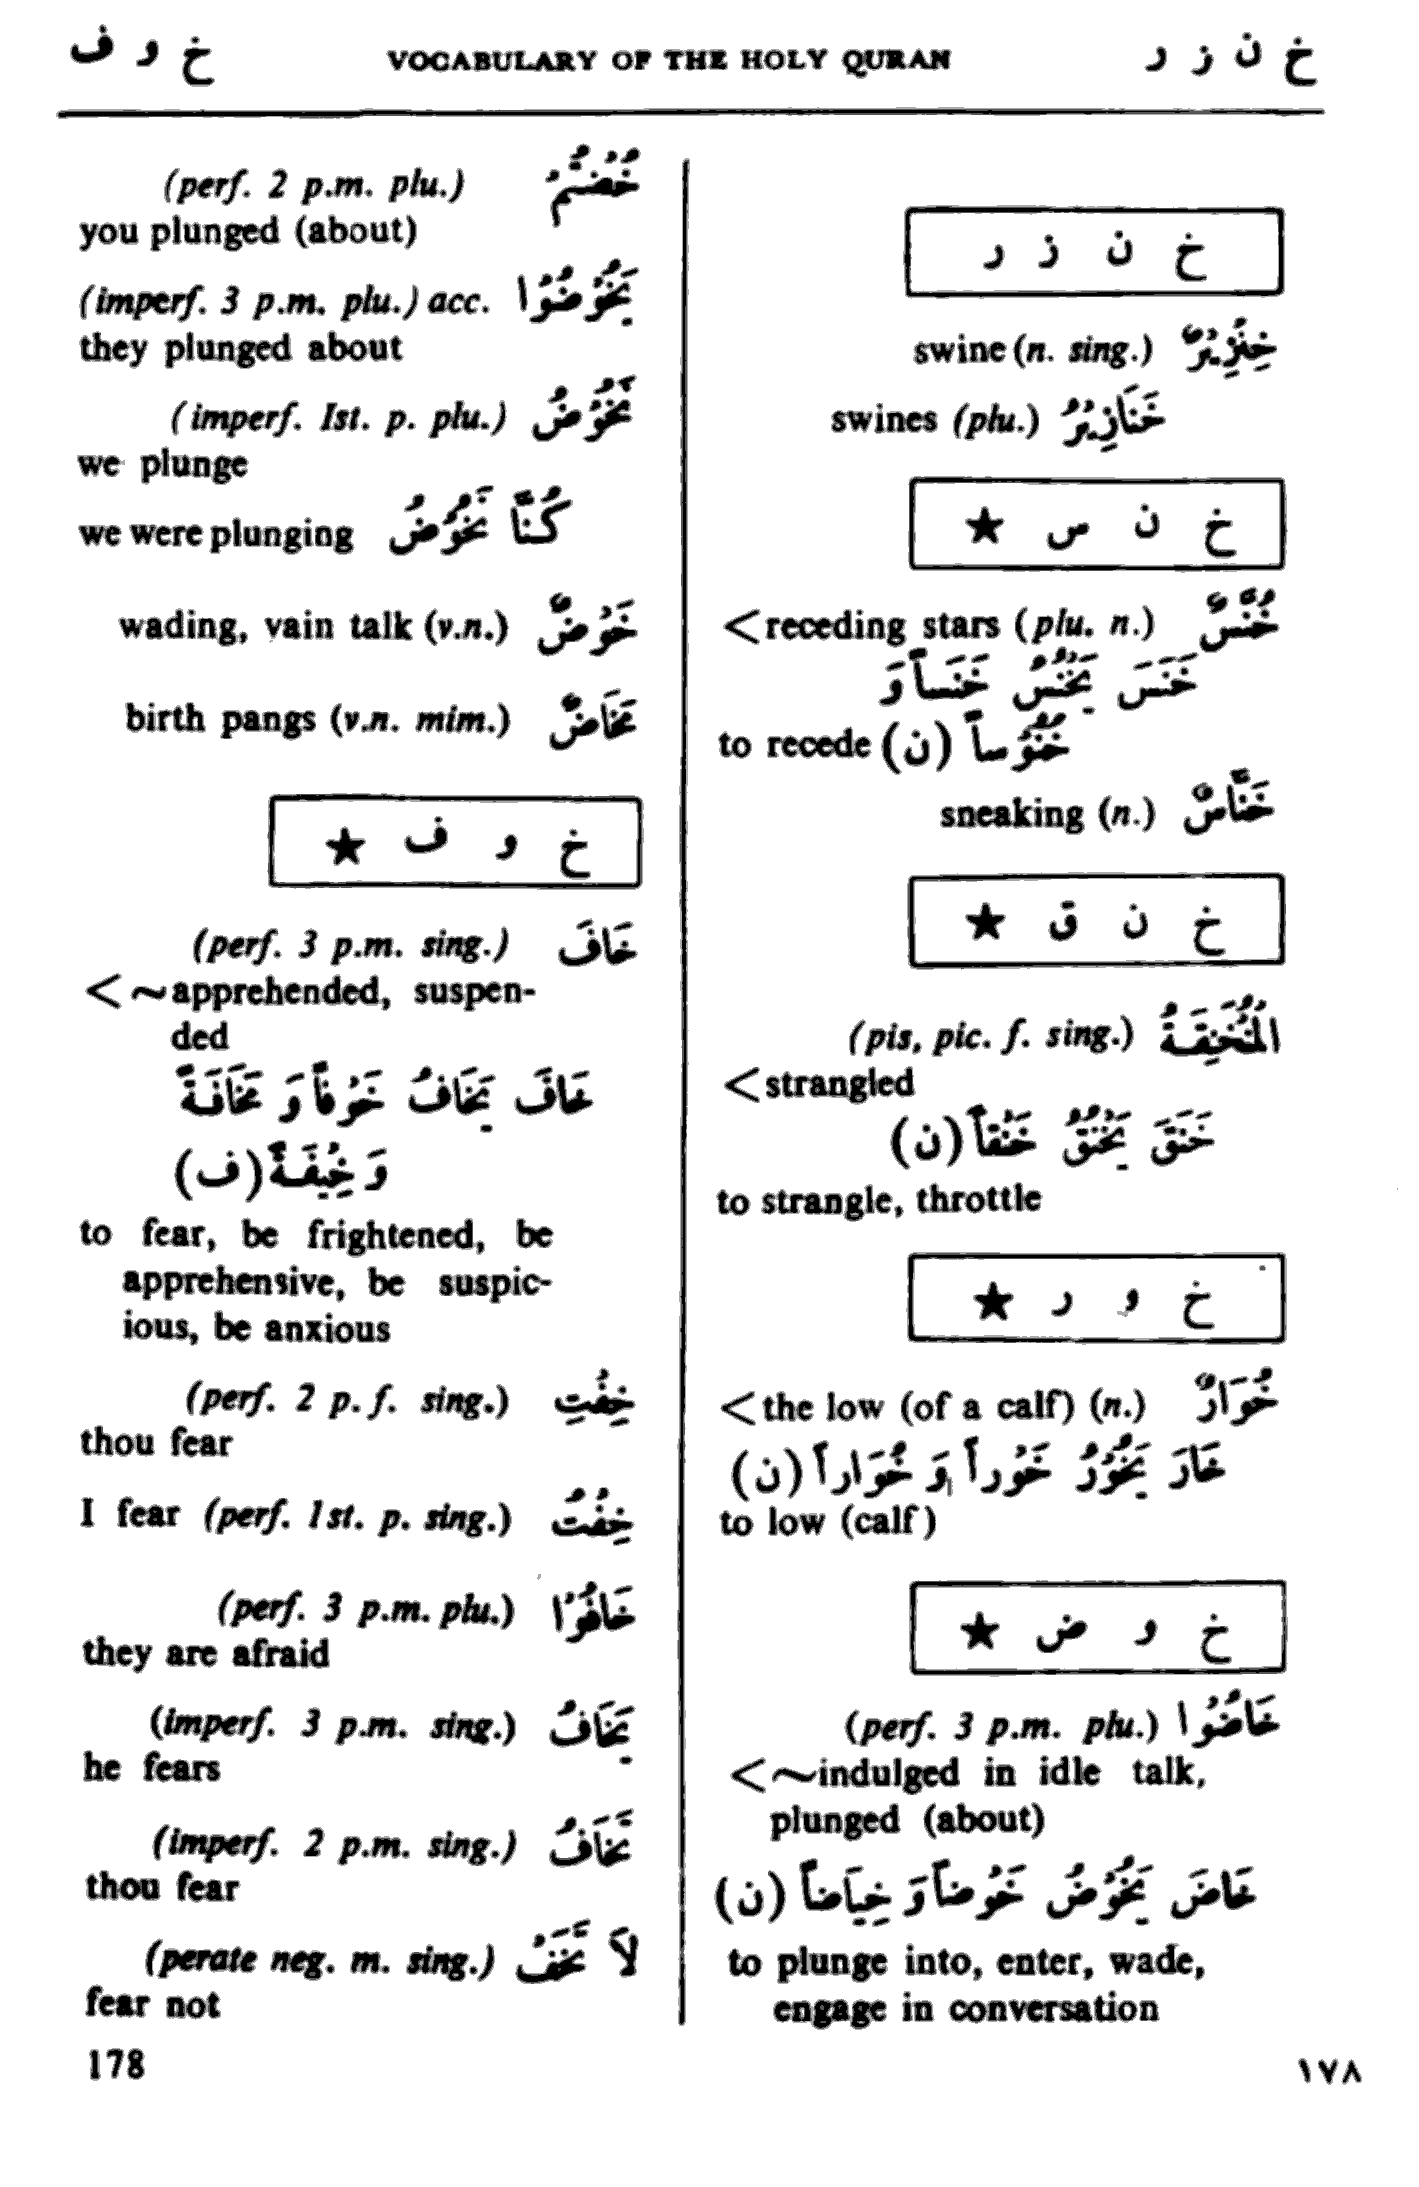 خ و ف VOCABULARY OF THE HOLY QURAN خ ن ز ر
خ ن ز ر
swine (n. sing.) خِنْزِيْرٌ
swines (plu.) خَنَازِيْرُ
خ ن س ★
<receding stars (plu. n.) خُنَّسٌ
خَنَسَ يَخْنُسُ خَنَساً وَ
to recede (ن) خُنُوْساً
sneaking (n.) خَنَّاسٌ
خ ن ق ★
(pis, pic. f. sing.) الْمُنْخَنِقَةُ
<strangled
خَنَقَ يَخْنُقُ خَنْقاً (ن)
to strangle, throttle
خ و ر ★
<the low (of a calf) (n.) خُوَارٌ
خَارَ يَخُوْرُ خَوْراً وَ خُوَاراً (ن)
to low (calf)
خ و ض ★
(perf. 3 p.m. plu.) خَاضُوْا
<~indulged in idle talk,
plunged (about)
خَاضَ يَخُوْضُ خَوْضاً وَ خِيَاضاً (ن)
to plunge into, enter, wade,
engage in conversation
(perf. 2 p.m. plu.) خُضْتُمْ
you plunged (about)
(imperf. 3 p.m. plu.) acc. يَخُوْضُوْا
they plunged about
(imperf. Ist. p. plu.) نَخُوْضُ
we plunge
we were plunging كُنَّا نَخُوْضُ
wading, vain talk (v.n.) خَوْضٌ
birth pangs (v.n. mim.) مَخَاضٌ
خ و ف ★
(perf. 3 p.m. sing.) خَافَ
<~apprehended, suspen-
ded
خَافَ يَخَافُ خَوْفاً وَ مَخَافَةً
وَ خِيْفَةً (ف)
to fear, be frightened, be
apprehensive, be suspic-
ious, be anxious
(perf. 2 p. f. sing.) خِفْتِ
thou fear
I fear (perf. 1st. p. sing.) خِفْتُ
(perf. 3 p.m. plu.) خَافُوْا
they are afraid
(imperf. 3 p.m. sing.) يَخَافُ
he fears
(imperf. 2 p.m. sing.) تَخَافُ
thou fear
(perate neg. m. sing.) لاَ تَخَفْ
fear not
178 ١٧٨